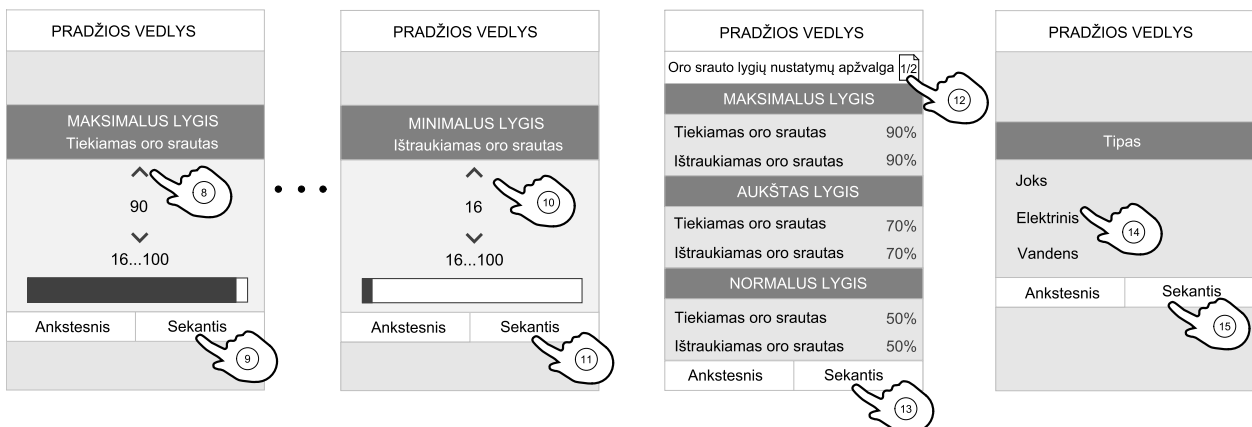 PRADŽIOS VEDLYS
MAKSIMALUS LYGIS
Tiekiamas oro srautas
8
90
16...100
Ankstesnis
Sekantis
9
PRADŽIOS VEDLYS
MINIMALUS LYGIS
Ištraukiamas oro srautas
10
16
16...100
Ankstesnis
Sekantis
11
PRADŽIOS VEDLYS
Oro srauto lygių nustatymų apžvalga 1/2
12
MAKSIMALUS LYGIS
Tiekiamas oro srautas 90%
Ištraukiamas oro srautas 90%
AUKŠTAS LYGIS
Tiekiamas oro srautas 70%
Ištraukiamas oro srautas 70%
NORMALUS LYGIS
Tiekiamas oro srautas 50%
Ištraukiamas oro srautas 50%
Ankstesnis
Sekantis
13
PRADŽIOS VEDLYS
Tipas
Joks
Elektrinis
14
Vandens
Ankstesnis
Sekantis
15